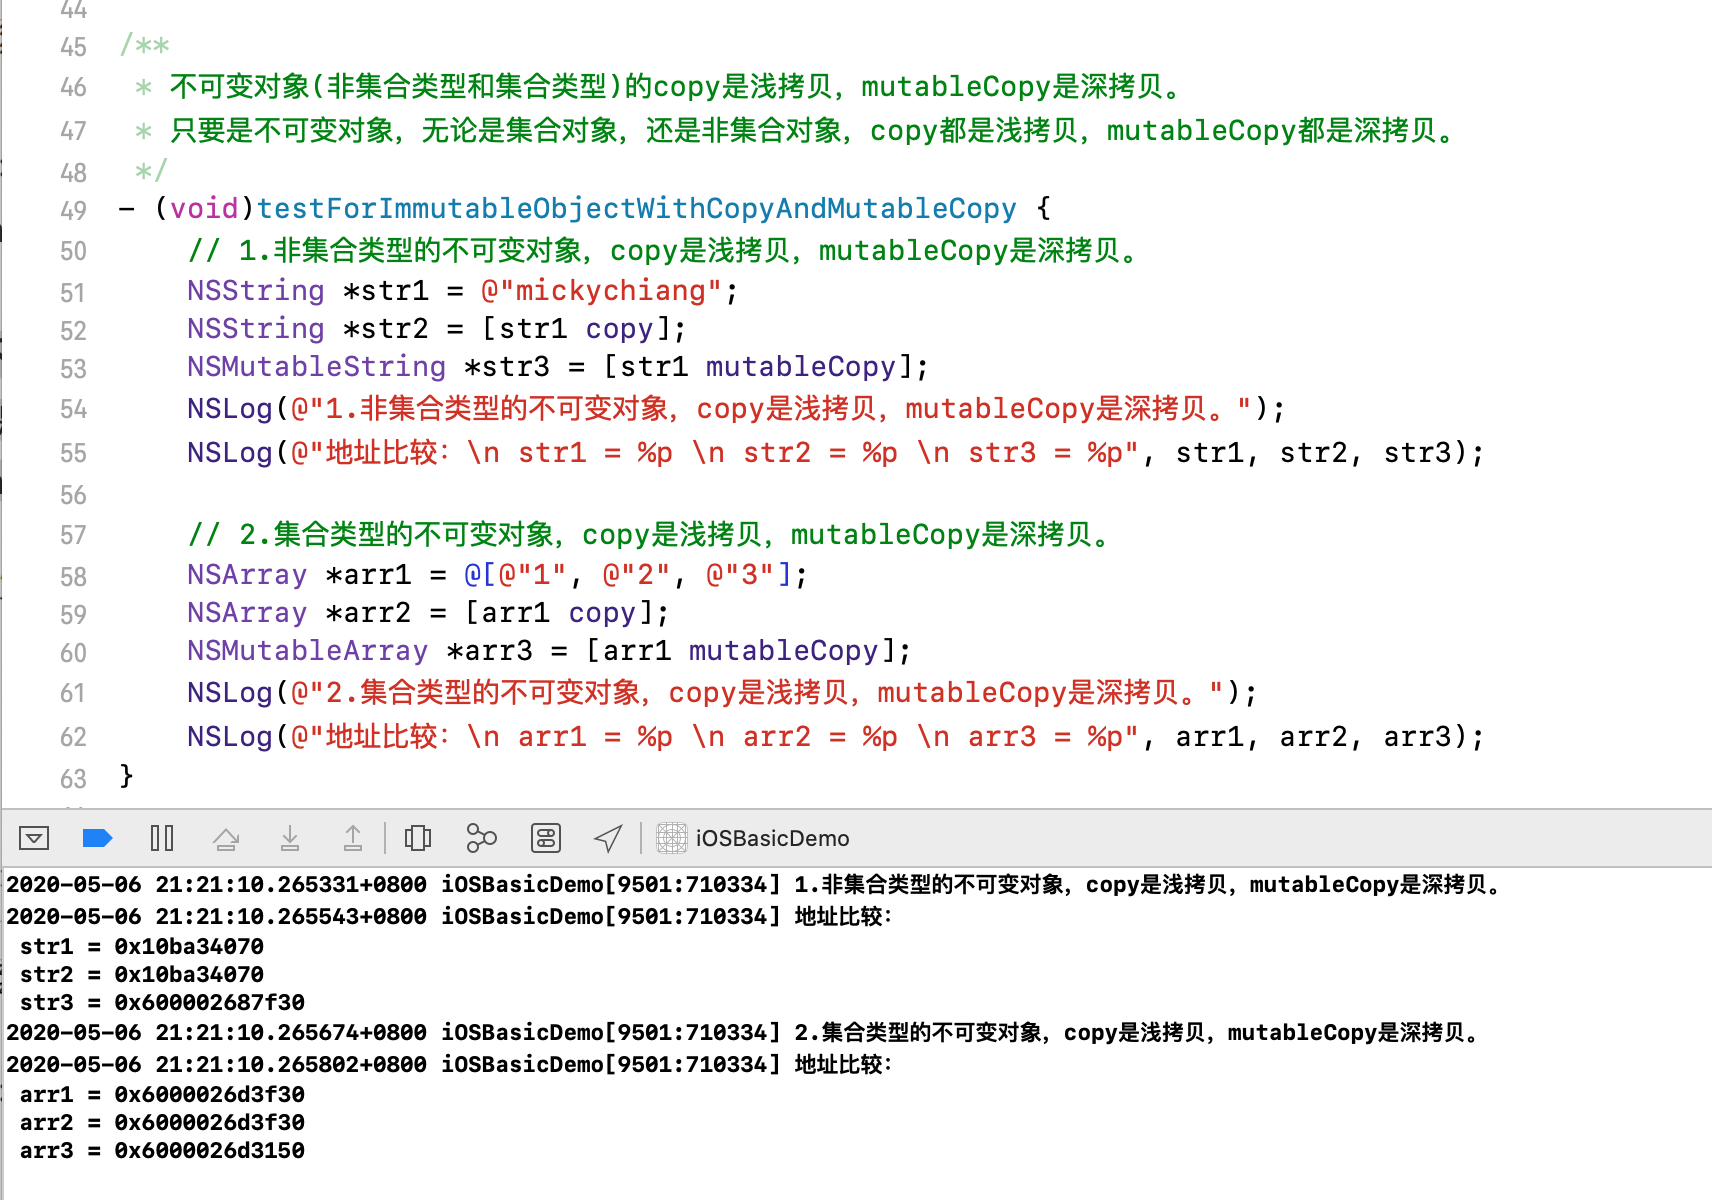 44
45 /**
46  * 不可变对象(非集合类型和集合类型)的copy是浅拷贝，mutableCopy是深拷贝。
47  * 只要是不可变对象，无论是集合对象，还是非集合对象，copy都是浅拷贝，mutableCopy都是深拷贝。
48  */
49 - (void)testForImmutableObjectWithCopyAndMutableCopy {
50     // 1.非集合类型的不可变对象，copy是浅拷贝，mutableCopy是深拷贝。
51     NSString *str1 = @"mickychiang";
52     NSString *str2 = [str1 copy];
53     NSMutableString *str3 = [str1 mutableCopy];
54     NSLog(@"1.非集合类型的不可变对象，copy是浅拷贝，mutableCopy是深拷贝。");
55     NSLog(@"地址比较：\n str1 = %p \n str2 = %p \n str3 = %p", str1, str2, str3);
56
57     // 2.集合类型的不可变对象，copy是浅拷贝，mutableCopy是深拷贝。
58     NSArray *arr1 = @[@"1", @"2", @"3"];
59     NSArray *arr2 = [arr1 copy];
60     NSMutableArray *arr3 = [arr1 mutableCopy];
61     NSLog(@"2.集合类型的不可变对象，copy是浅拷贝，mutableCopy是深拷贝。");
62     NSLog(@"地址比较：\n arr1 = %p \n arr2 = %p \n arr3 = %p", arr1, arr2, arr3);
63 }
iOSBasicDemo
2020-05-06 21:21:10.265331+0800 iOSBasicDemo[9501:710334] 1.非集合类型的不可变对象，copy是浅拷贝，mutableCopy是深拷贝。
2020-05-06 21:21:10.265543+0800 iOSBasicDemo[9501:710334] 地址比较：
 str1 = 0x10ba34070
 str2 = 0x10ba34070
 str3 = 0x600002687f30
2020-05-06 21:21:10.265674+0800 iOSBasicDemo[9501:710334] 2.集合类型的不可变对象，copy是浅拷贝，mutableCopy是深拷贝。
2020-05-06 21:21:10.265802+0800 iOSBasicDemo[9501:710334] 地址比较：
 arr1 = 0x6000026d3f30
 arr2 = 0x6000026d3f30
 arr3 = 0x6000026d3150